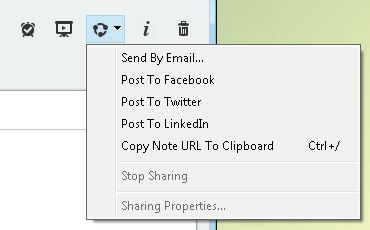 Send By Email...
Post To Facebook
Post To Twitter
Post To LinkedIn
Copy Note URL To Clipboard Ctrl+/
Stop Sharing
Sharing Properties...